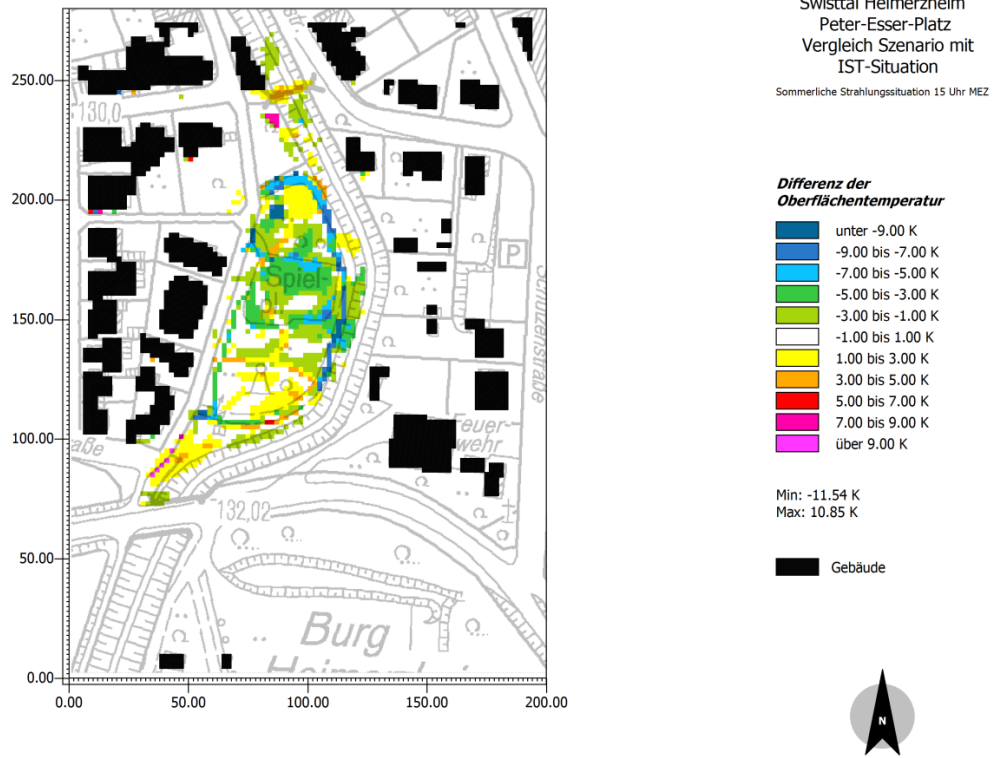 Swisttal Heimerzheim
Peter-Esser-Platz
Vergleich Szenario mit
IST-Situation
Sommerliche Strahlungssituation 15 Uhr MEZ
Differenz der
Oberflächentemperatur
unter -9.00 K
-9.00 bis -7.00 K
-7.00 bis -5.00 K
-5.00 bis -3.00 K
-3.00 bis -1.00 K
-1.00 bis 1.00 K
1.00 bis 3.00 K
3.00 bis 5.00 K
5.00 bis 7.00 K
7.00 bis 9.00 K
über 9.00 K
Min: -11.54 K
Max: 10.85 K
Gebäude
N
250.00
200.00
150.00
100.00
50.00
0.00
0.00 50.00 100.00 150.00 200.00
130,0
P
Spiel-
aße
Feuer-
wehr
132,02
Burg